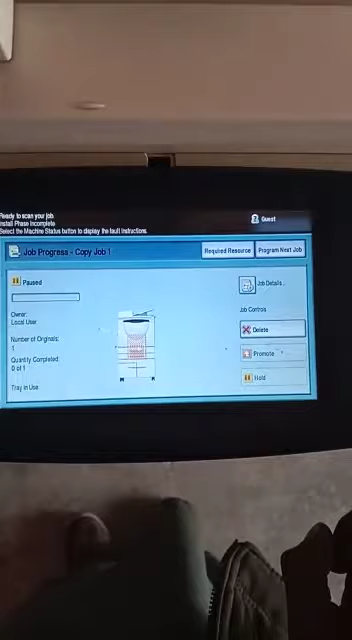 Ready to scan your job.
Install Phase Incomplete
Select the Machine Status button to display the fault instructions.
Guest
Job Progress - Copy Job 1
Required Resource
Program Next Job
Paused
Job Details...
Owner:
Local User
Job Controls
Delete
Number of Originals:
1
Promote
Quantity Completed:
0 of 1
Hold
Tray in Use